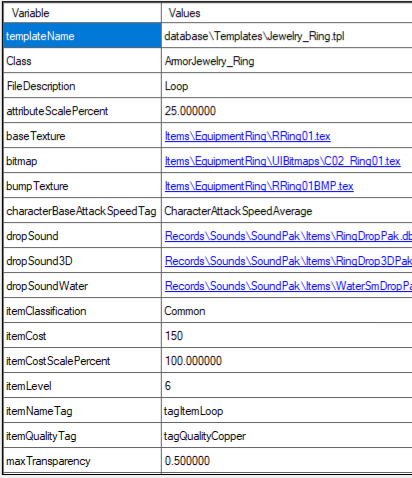 Variable Values
templateName database\Templates\Jewelry_Ring.tpl
Class ArmorJewelry_Ring
FileDescription Loop
attributeScalePercent 25.000000
baseTexture Items\EquipmentRing\RRing01.tex
bitmap Items\EquipmentRing\UIBitmaps\C02_Ring01.tex
bumpTexture Items\EquipmentRing\RRing01BMP.tex
characterBaseAttackSpeedTag CharacterAttackSpeedAverage
dropSound Records\Sounds\SoundPak\Items\RingDropPak.db
dropSound3D Records\Sounds\SoundPak\Items\RingDrop3DPak
dropSoundWater Records\Sounds\SoundPak\Items\WaterSmDropPa
itemClassification Common
itemCost 150
itemCostScalePercent 100.000000
itemLevel 6
itemNameTag tagItemLoop
itemQualityTag tagQualityCopper
maxTransparency 0.500000